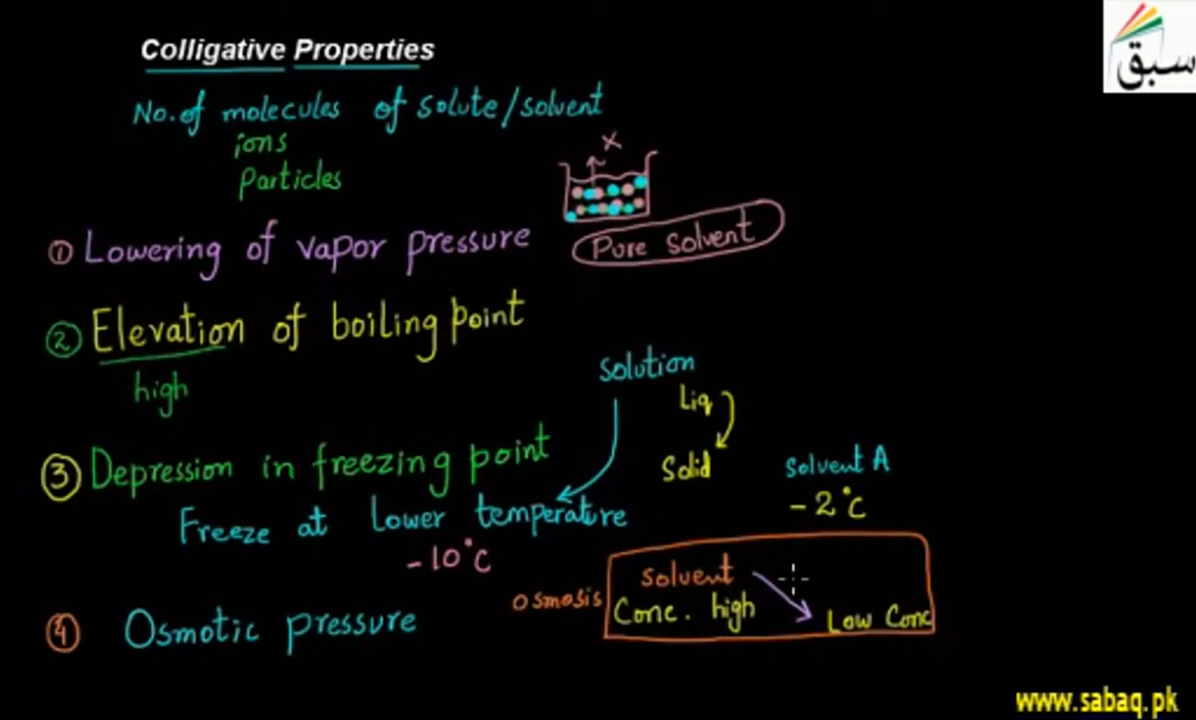 سبق
Colligative Properties
No. of molecules of solute/solvent
ions
Particles
x
① Lowering of vapor pressure
Pure solvent
② Elevation of boiling point
high
solution
Liq
Solid
③ Depression in freezing point
Freeze at Lower temperature
-10°C
Solvent A
-2°C
④ Osmotic pressure
osmosis
solvent
Conc. high
Low Conc
www.sabaq.pk